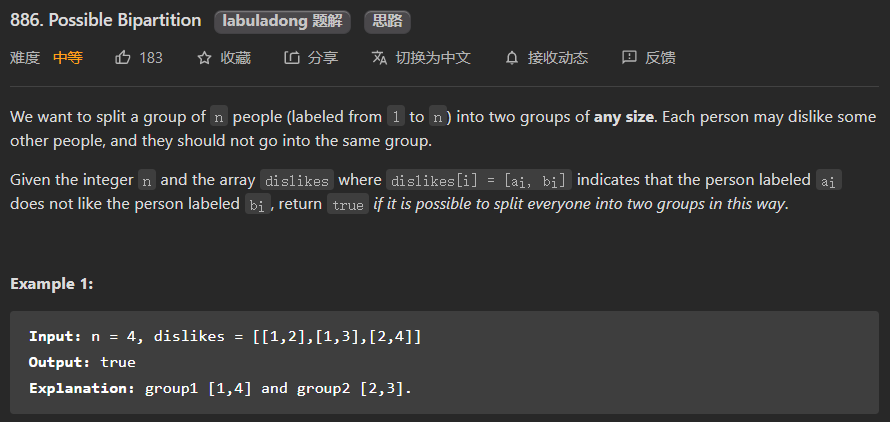 886. Possible Bipartition labuladong 题解 思路
难度 中等 183 收藏 分享 切换为中文 接收动态 反馈
We want to split a group of n people (labeled from 1 to n) into two groups of any size. Each person may dislike some
other people, and they should not go into the same group.
Given the integer n and the array dislikes where dislikes[i] = [ai, bi] indicates that the person labeled ai
does not like the person labeled bi, return true if it is possible to split everyone into two groups in this way.
Example 1:
Input: n = 4, dislikes = [[1,2],[1,3],[2,4]]
Output: true
Explanation: group1 [1,4] and group2 [2,3].